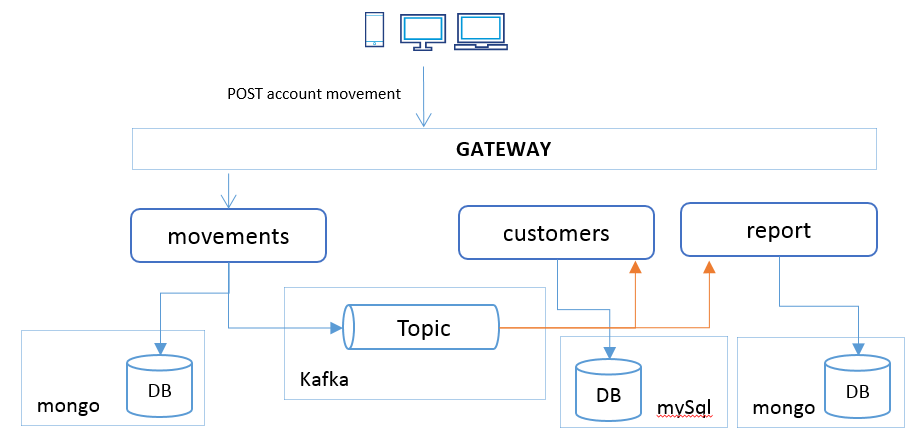 POST account movement
GATEWAY
movements
customers
report
Topic
Kafka
DB
mongo
DB
mySql
DB
mongo